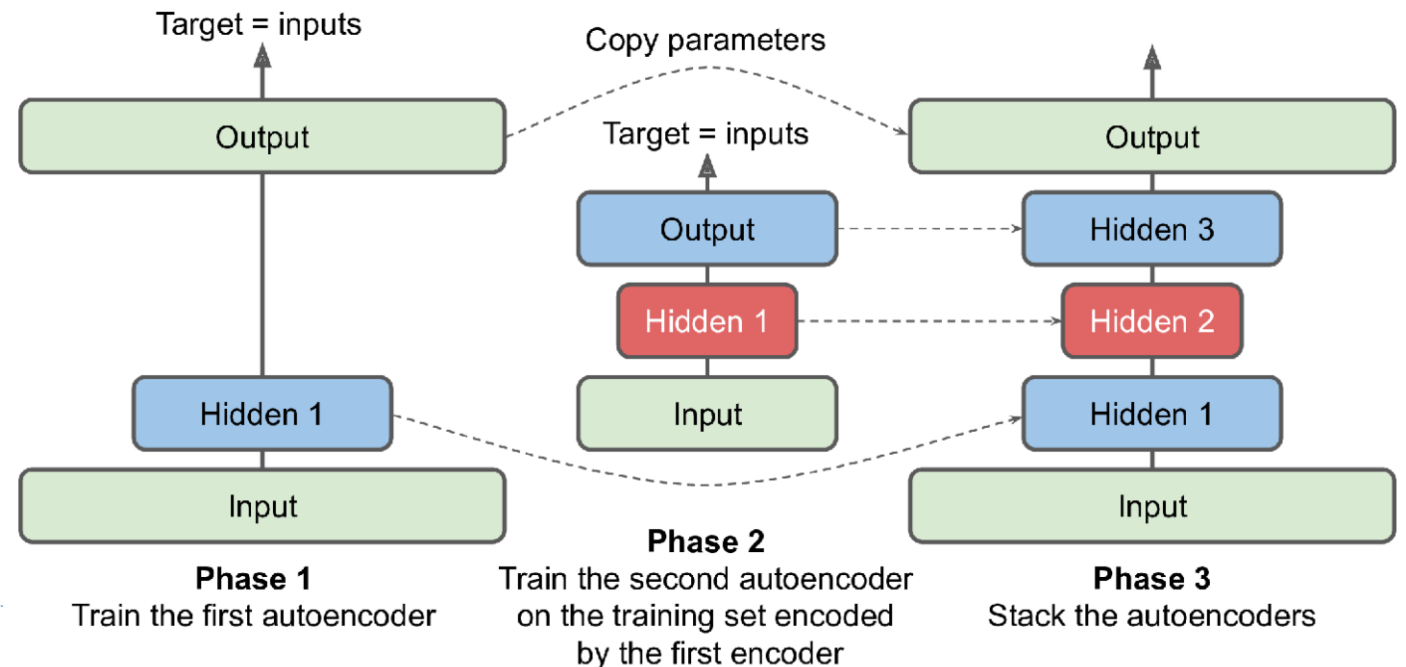 Target = inputs
Copy parameters
Output
Target = inputs
Output
Output
Hidden 3
Hidden 1
Hidden 2
Hidden 1
Input
Hidden 1
Input
Input
Phase 1
Train the first autoencoder
Phase 2
Train the second autoencoder
on the training set encoded
by the first encoder
Phase 3
Stack the autoencoders